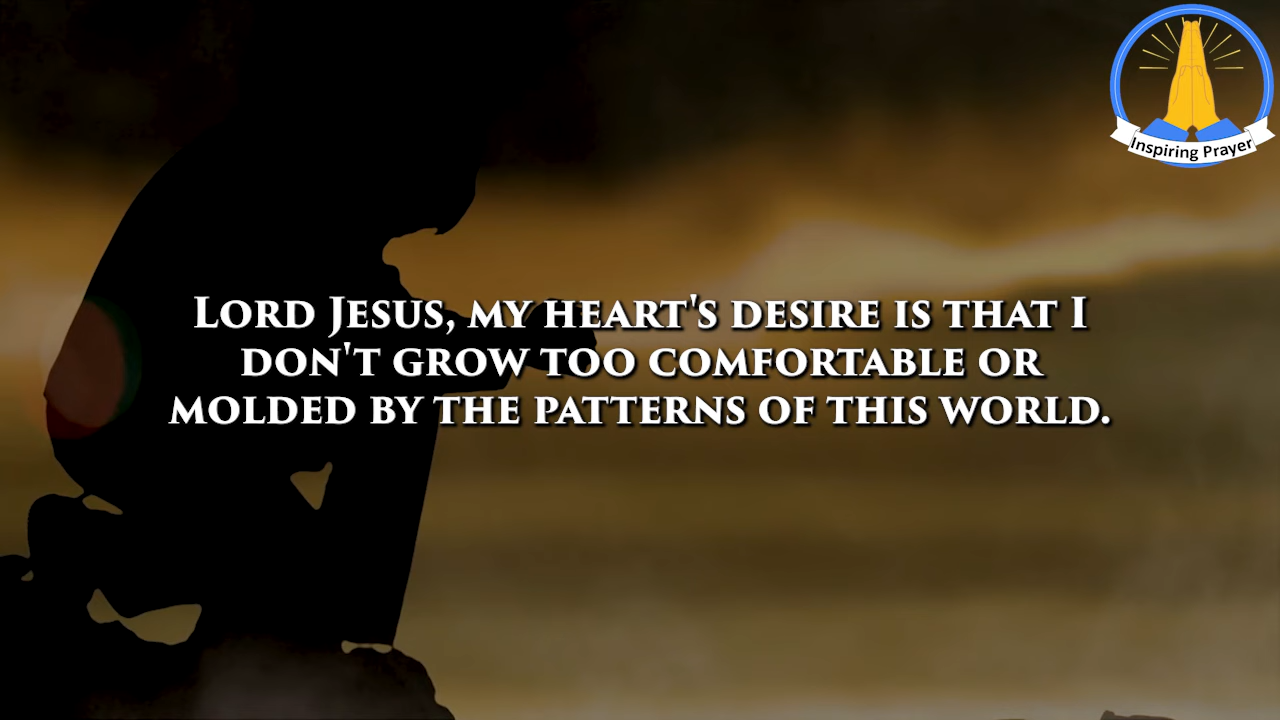 Inspiring Prayer
Lord Jesus, my heart's desire is that I
don't grow too comfortable or
molded by the patterns of this world.